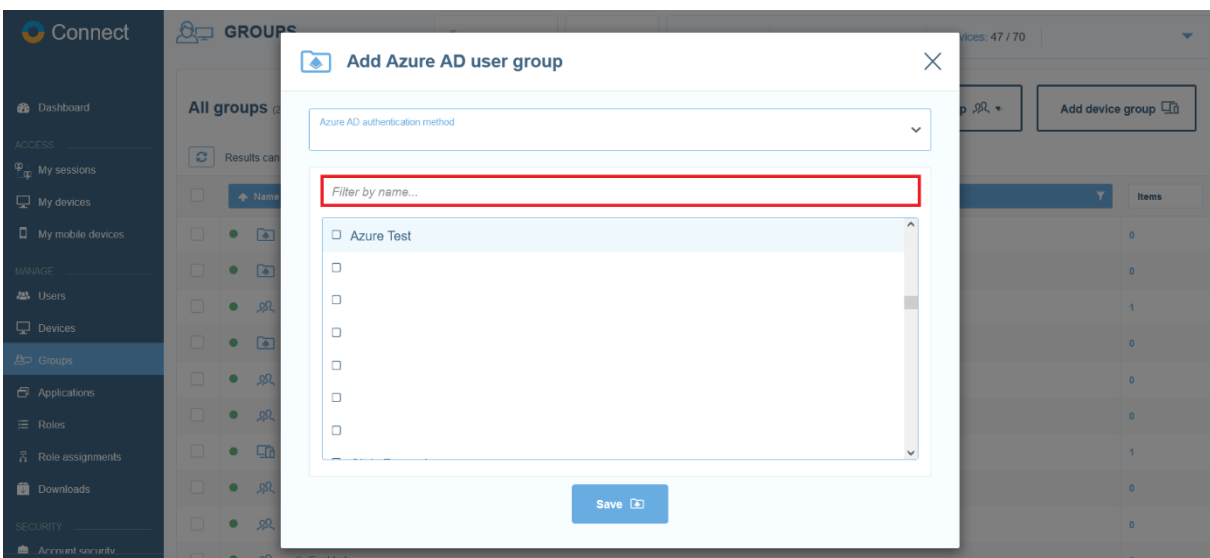 Connect
GROUPS
vices: 47 / 70
Add Azure AD user group
Dashboard
All groups
Azure AD authentication method
Add device group
ACCESS
My sessions
Results can
Filter by name...
My devices
Name
Items
My mobile devices
Azure Test
0
MANAGE
0
Users
1
Devices
0
Groups
0
Applications
0
Roles
1
Role assignments
0
Downloads
Save
0
SECURITY
Account security